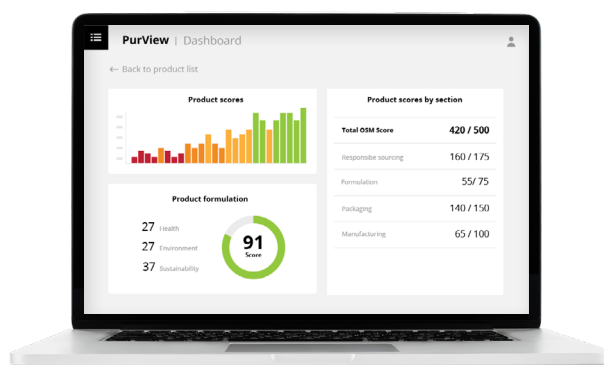 PurView | Dashboard
← Back to product list
Product scores
Product formulation
27 Health
27 Environment
37 Sustainability
91
Score
Product scores by section
Total OSM Score 420 / 500
Responsibe sourcing 160 / 175
Formulation 55/ 75
Packaging 140 / 150
Manufacturing 65 / 100